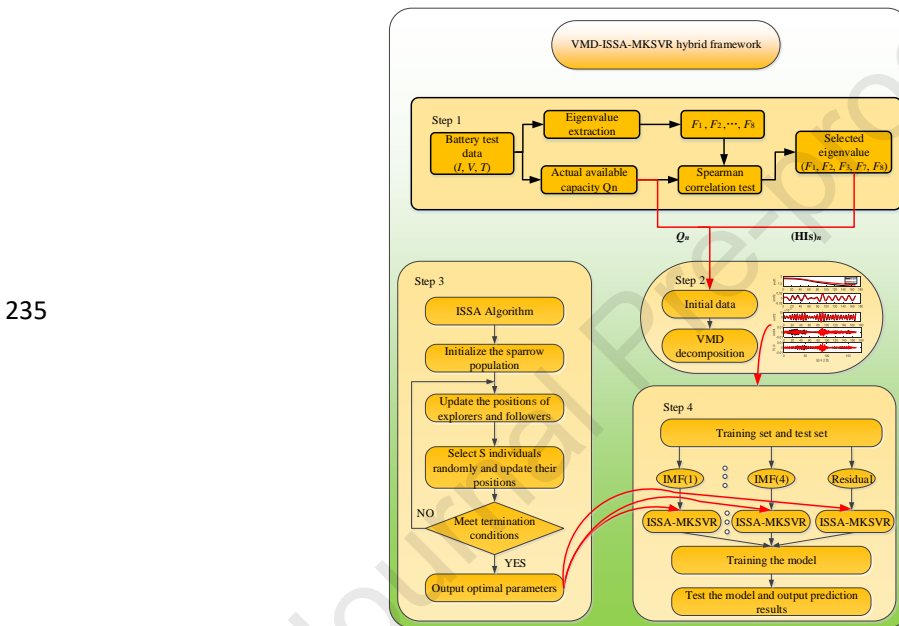 VMD-ISSA-MKSVR hybrid framework
Step 1
Battery test
data
(I, V, T)
Eigenvalue
extraction
F1 , F2 ,···, F8
Actual available
capacity Qn
Spearman
correlation test
Selected
eigenvalue
(F1, F2, F3, F7, F8)
Qn
(HIs)n
235
Step 3
ISSA Algorithm
Initialize the sparrow
population
Update the positions of
explorers and followers
Select S individuals
randomly and update their
positions
NO
Meet termination
conditions
YES
Output optimal parameters
Step 2
Initial data
VMD
decomposition
Step 4
Training set and test set
IMF(1)
IMF(4)
Residual
ISSA-MKSVR
ISSA-MKSVR
ISSA-MKSVR
Training the model
Test the model and output prediction
results
Journal Pre-proo